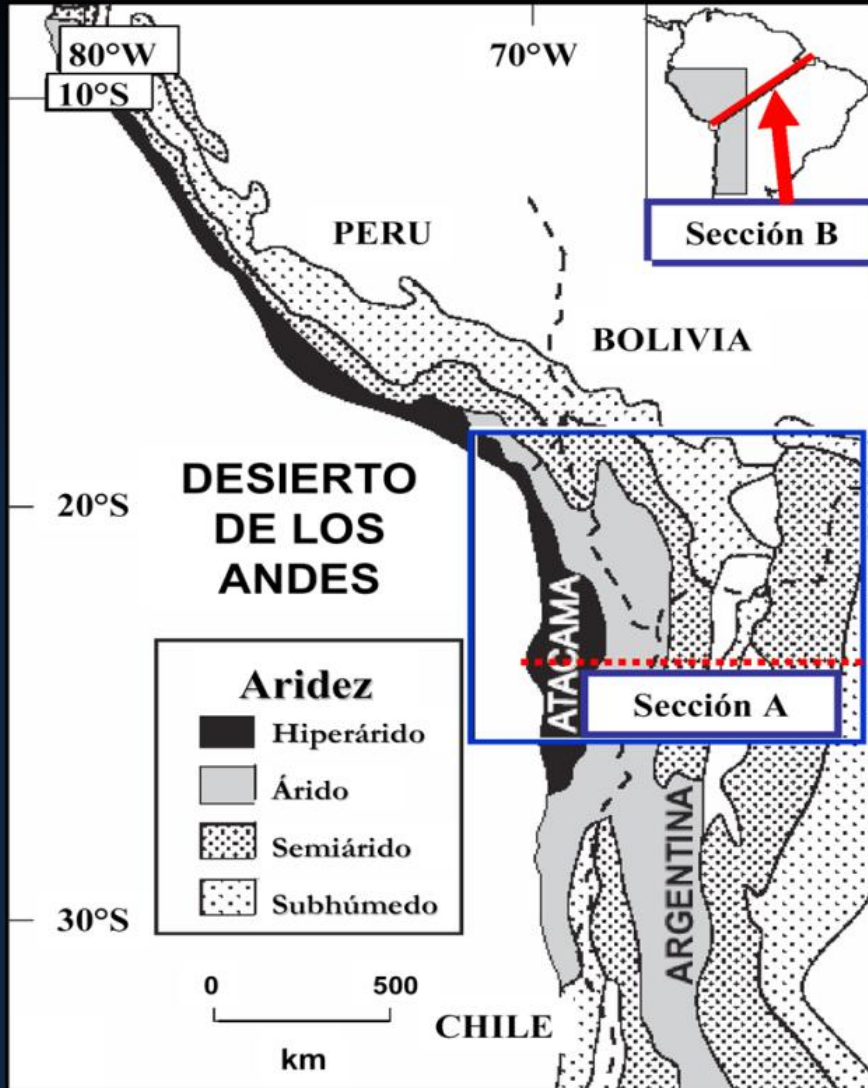 80°W
70°W
10°S
PERU
Sección B
BOLIVIA
20°S
DESIERTO
DE LOS
ANDES
ATACAMA
Sección A
Aridez
Hiperárido
Árido
Semiárido
Subhúmedo
ARGENTINA
30°S
0 500
km
CHILE